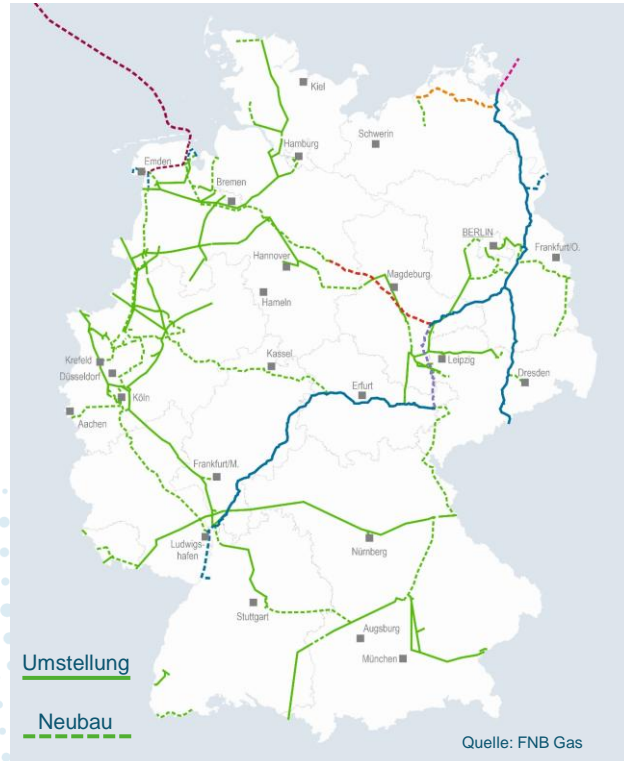 Kiel
Schwerin
Hamburg
Emden
Bremen
BERLIN
Frankfurt/O.
Hannover
Magdeburg
Hameln
Krefeld
Düsseldorf
Kassel
Leipzig
Köln
Erfurt
Dresden
Aachen
Frankfurt/M.
Ludwigs-
hafen
Nürnberg
Stuttgart
Augsburg
München
Umstellung
Neubau
Quelle: FNB Gas